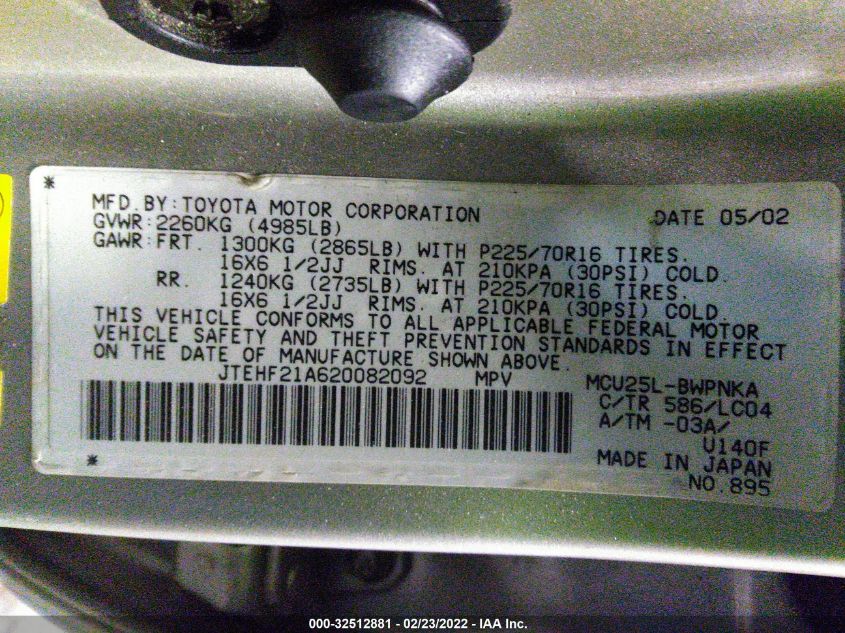 * MFD.BY:TOYOTA MOTOR CORPORATION DATE 05/02
GVWR:2260KG (4985LB)
GAWR:FRT. 1300KG (2865LB) WITH P225/70R16 TIRES.
16X6 1/2JJ RIMS. AT 210KPA (30PSI) COLD.
RR. 1240KG (2735LB) WITH P225/70R16 TIRES.
16X6 1/2JJ RIMS. AT 210KPA (30PSI) COLD.
THIS VEHICLE CONFORMS TO ALL APPLICABLE FEDERAL MOTOR
VEHICLE SAFETY AND THEFT PREVENTION STANDARDS IN EFFECT
ON THE DATE OF MANUFACTURE SHOWN ABOVE.
JTEHF21A620082092 MPV MCU25L-BWPNKA
C/TR 586/LC04
A/TM -03A/
U140F
* MADE IN JAPAN
NO.895
000-32512881 - 02/23/2022 - IAA Inc.